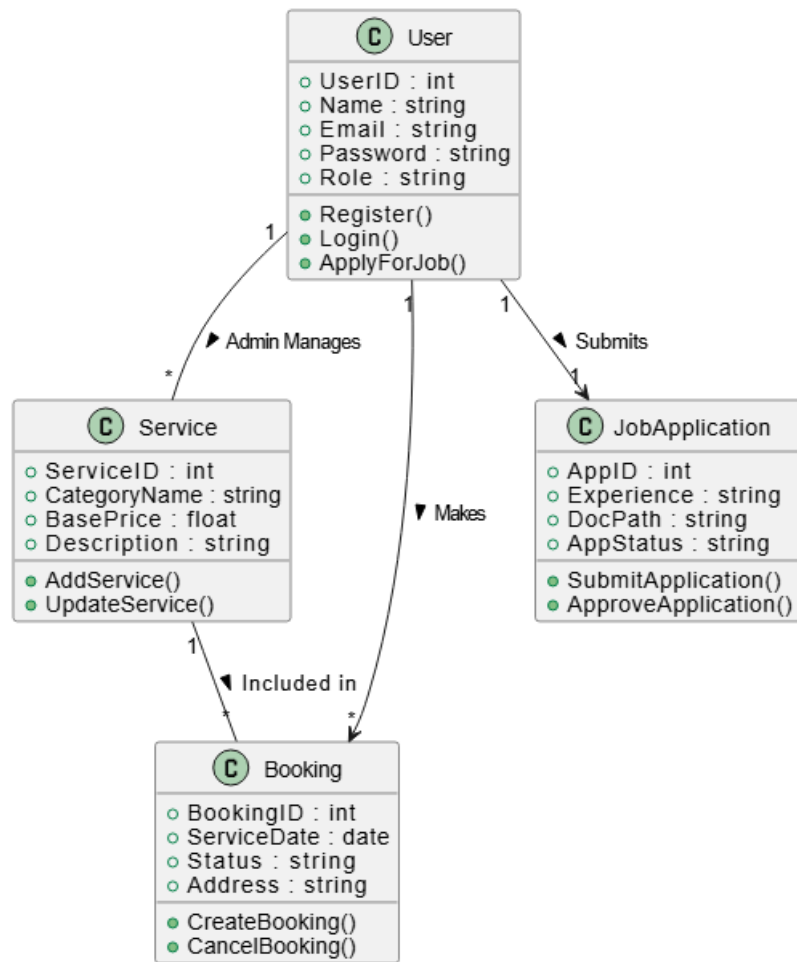 C User
UserID : int
Name : string
Email : string
Password : string
Role : string
Register()
Login()
ApplyForJob()
1
1
1
Admin Manages
Submits
*
1
C Service
ServiceID : int
CategoryName : string
BasePrice : float
Description : string
AddService()
UpdateService()
Makes
C JobApplication
AppID : int
Experience : string
DocPath : string
AppStatus : string
SubmitApplication()
ApproveApplication()
1
Included in
*
*
C Booking
BookingID : int
ServiceDate : date
Status : string
Address : string
CreateBooking()
CancelBooking()